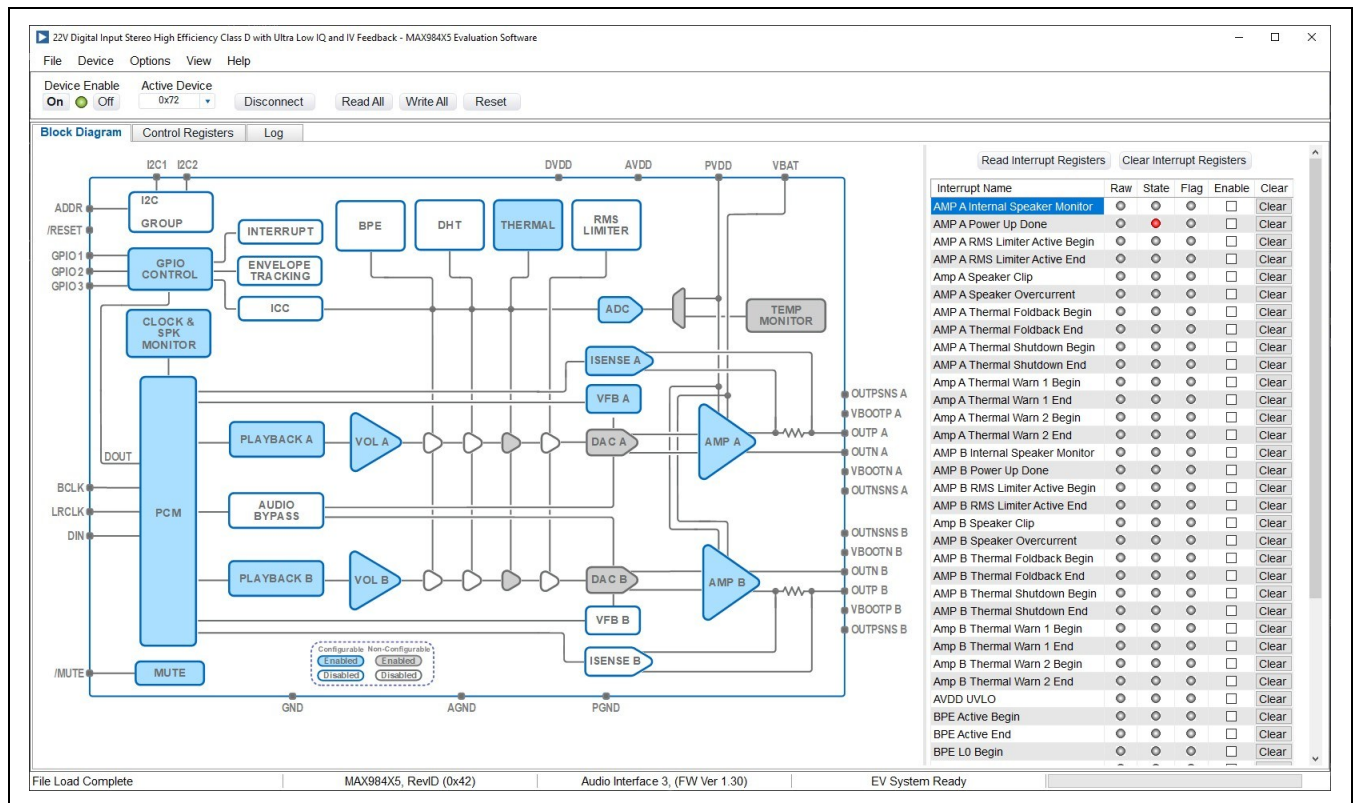 22V Digital Input Stereo High Efficiency Class D with Ultra Low IQ and IV Feedback - MAX984X5 Evaluation Software
File Device Options View Help
Device Enable Active Device
On Off 0x72 Disconnect Read All Write All Reset
Block Diagram Control Registers Log
I2C1 I2C2 DVDD AVDD PVDD VBAT
ADDR
/RESET
GPIO 1
GPIO 2
GPIO 3
I2C
GROUP
GPIO
CONTROL
INTERRUPT
ENVELOPE
TRACKING
ICC
BPE
DHT
THERMAL
RMS
LIMITER
CLOCK &
SPK
MONITOR
ADC
TEMP
MONITOR
ISENSE A
VFB A
PLAYBACK A
VOL A
DAC A
AMP A
OUTPSNS A
VBOOTP A
OUTP A
OUTN A
VBOOTN A
OUTNSNS A
DOUT
BCLK
LRCLK
DIN
PCM
AUDIO
BYPASS
PLAYBACK B
VOL B
DAC B
AMP B
OUTNSNS B
VBOOTN B
OUTN B
OUTP B
VBOOTP B
OUTPSNS B
VFB B
ISENSE B
Configurable Non-Configurable
Enabled Enabled
Disabled Disabled
/MUTE
MUTE
GND AGND PGND
Read Interrupt Registers Clear Interrupt Registers
Interrupt Name Raw State Flag Enable Clear
AMP A Internal Speaker Monitor Clear
AMP A Power Up Done Clear
AMP A RMS Limiter Active Begin Clear
AMP A RMS Limiter Active End Clear
Amp A Speaker Clip Clear
AMP A Speaker Overcurrent Clear
AMP A Thermal Foldback Begin Clear
AMP A Thermal Foldback End Clear
AMP A Thermal Shutdown Begin Clear
AMP A Thermal Shutdown End Clear
Amp A Thermal Warn 1 Begin Clear
Amp A Thermal Warn 1 End Clear
Amp A Thermal Warn 2 Begin Clear
Amp A Thermal Warn 2 End Clear
AMP B Internal Speaker Monitor Clear
AMP B Power Up Done Clear
AMP B RMS Limiter Active Begin Clear
AMP B RMS Limiter Active End Clear
Amp B Speaker Clip Clear
AMP B Speaker Overcurrent Clear
AMP B Thermal Foldback Begin Clear
AMP B Thermal Foldback End Clear
AMP B Thermal Shutdown Begin Clear
AMP B Thermal Shutdown End Clear
Amp B Thermal Warn 1 Begin Clear
Amp B Thermal Warn 1 End Clear
Amp B Thermal Warn 2 Begin Clear
Amp B Thermal Warn 2 End Clear
AVDD UVLO Clear
BPE Active Begin Clear
BPE Active End Clear
BPE L0 Begin Clear
File Load Complete MAX984X5, RevID (0x42) Audio Interface 3, (FW Ver 1.30) EV System Ready